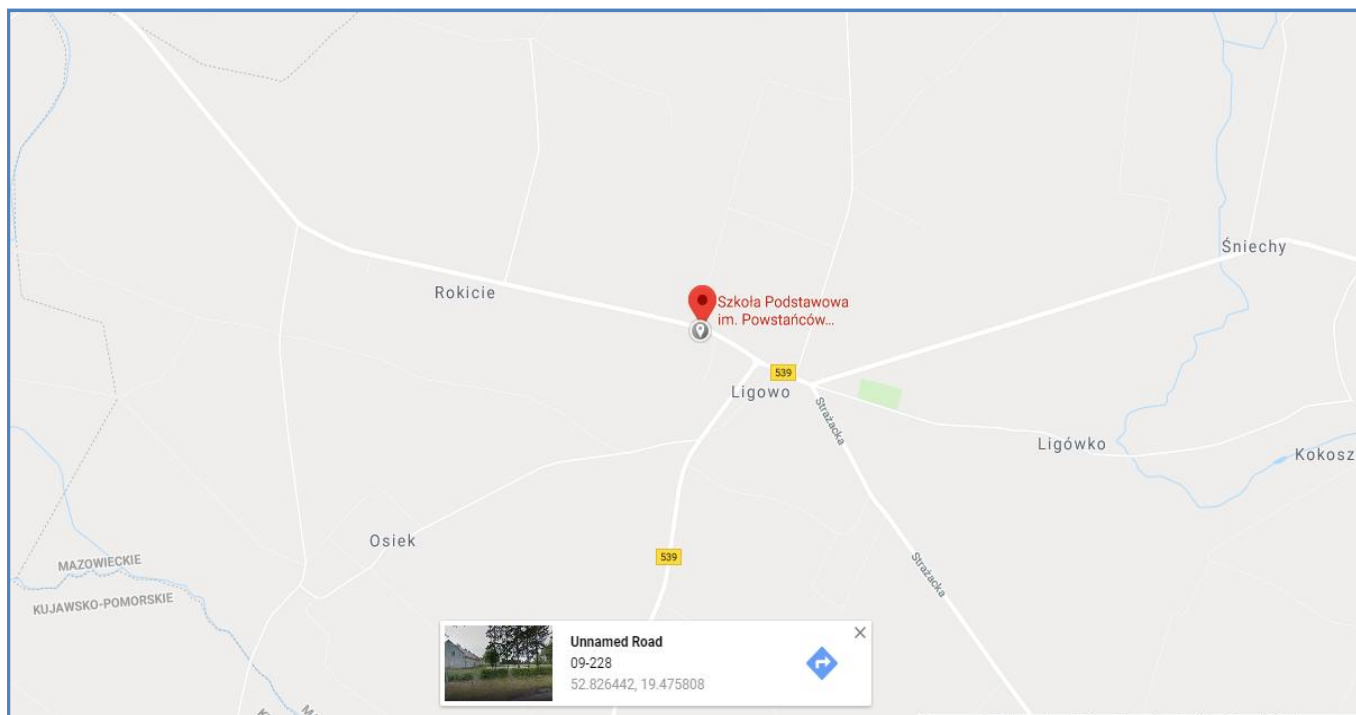 Śniechy
Rokicie
Szkoła Podstawowa
im. Powstańców...
539
Ligowo
Strażacka
Ligówko
Kokosz
Osiek
539
Strażacka
MAZOWIECKIE
KUJAWSKO-POMORSKIE
Unnamed Road
09-228
52.826442, 19.475808